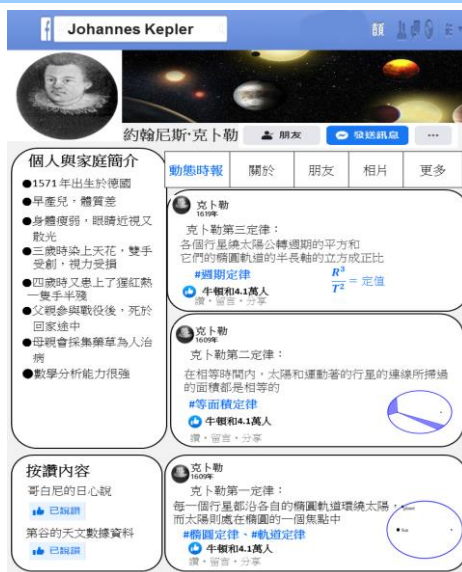 Johannes Kepler
約翰尼斯·克卜勒
朋友
發送訊息
個人與家庭簡介
●1571年出生於德國
●早產兒，體質差
●身體瘦弱，眼睛近視又
散光
●三歲時染上天花，雙手
受創，視力受損
●四歲時又患上了猩紅熱
一隻手半殘
●父親參與戰役後，死於
回家途中
●母親會採集藥草為人治
病
●數學分析能力很強
按讚內容
哥白尼的日心說
已說讚
第谷的天文數據資料
已說讚
動態時報
關於
朋友
相片
更多
克卜勒
1619年
克卜勒第三定律：
各個行星繞太陽公轉週期的平方和
它們的橢圓軌道的半長軸的立方成正比
#週期定律
R³/T² = 定值
牛頓和4.1萬人
讚·留言·分享
克卜勒
1609年
克卜勒第二定律：
在相等時間內，太陽和運動著的行星的連線所掃過
的面積都是相等的
#等面積定律
牛頓和4.1萬人
讚·留言·分享
克卜勒
1609年
克卜勒第一定律：
每一個行星都沿各自的橢圓軌道環繞太陽，
而太陽則處在橢圓的一個焦點中
#橢圓定律、#軌道定律
牛頓和4.1萬人
讚·留言·分享